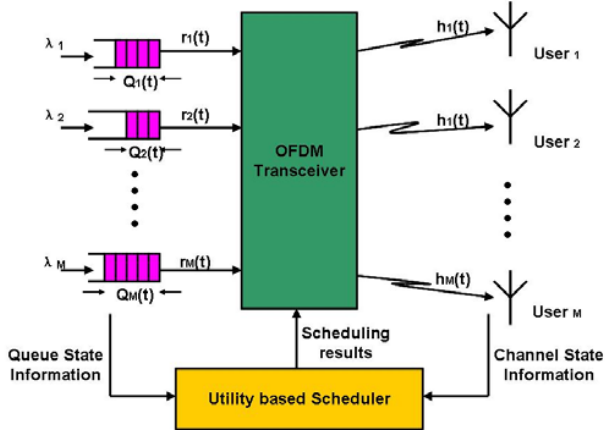 λ 1
r1(t)
h1(t)
User 1
Q1(t)
λ 2
r2(t)
h1(t)
User 2
Q2(t)
OFDM
Transceiver
λ M
rM(t)
hM(t)
User M
QM(t)
Scheduling
results
Queue State
Information
Channel State
Information
Utility based Scheduler